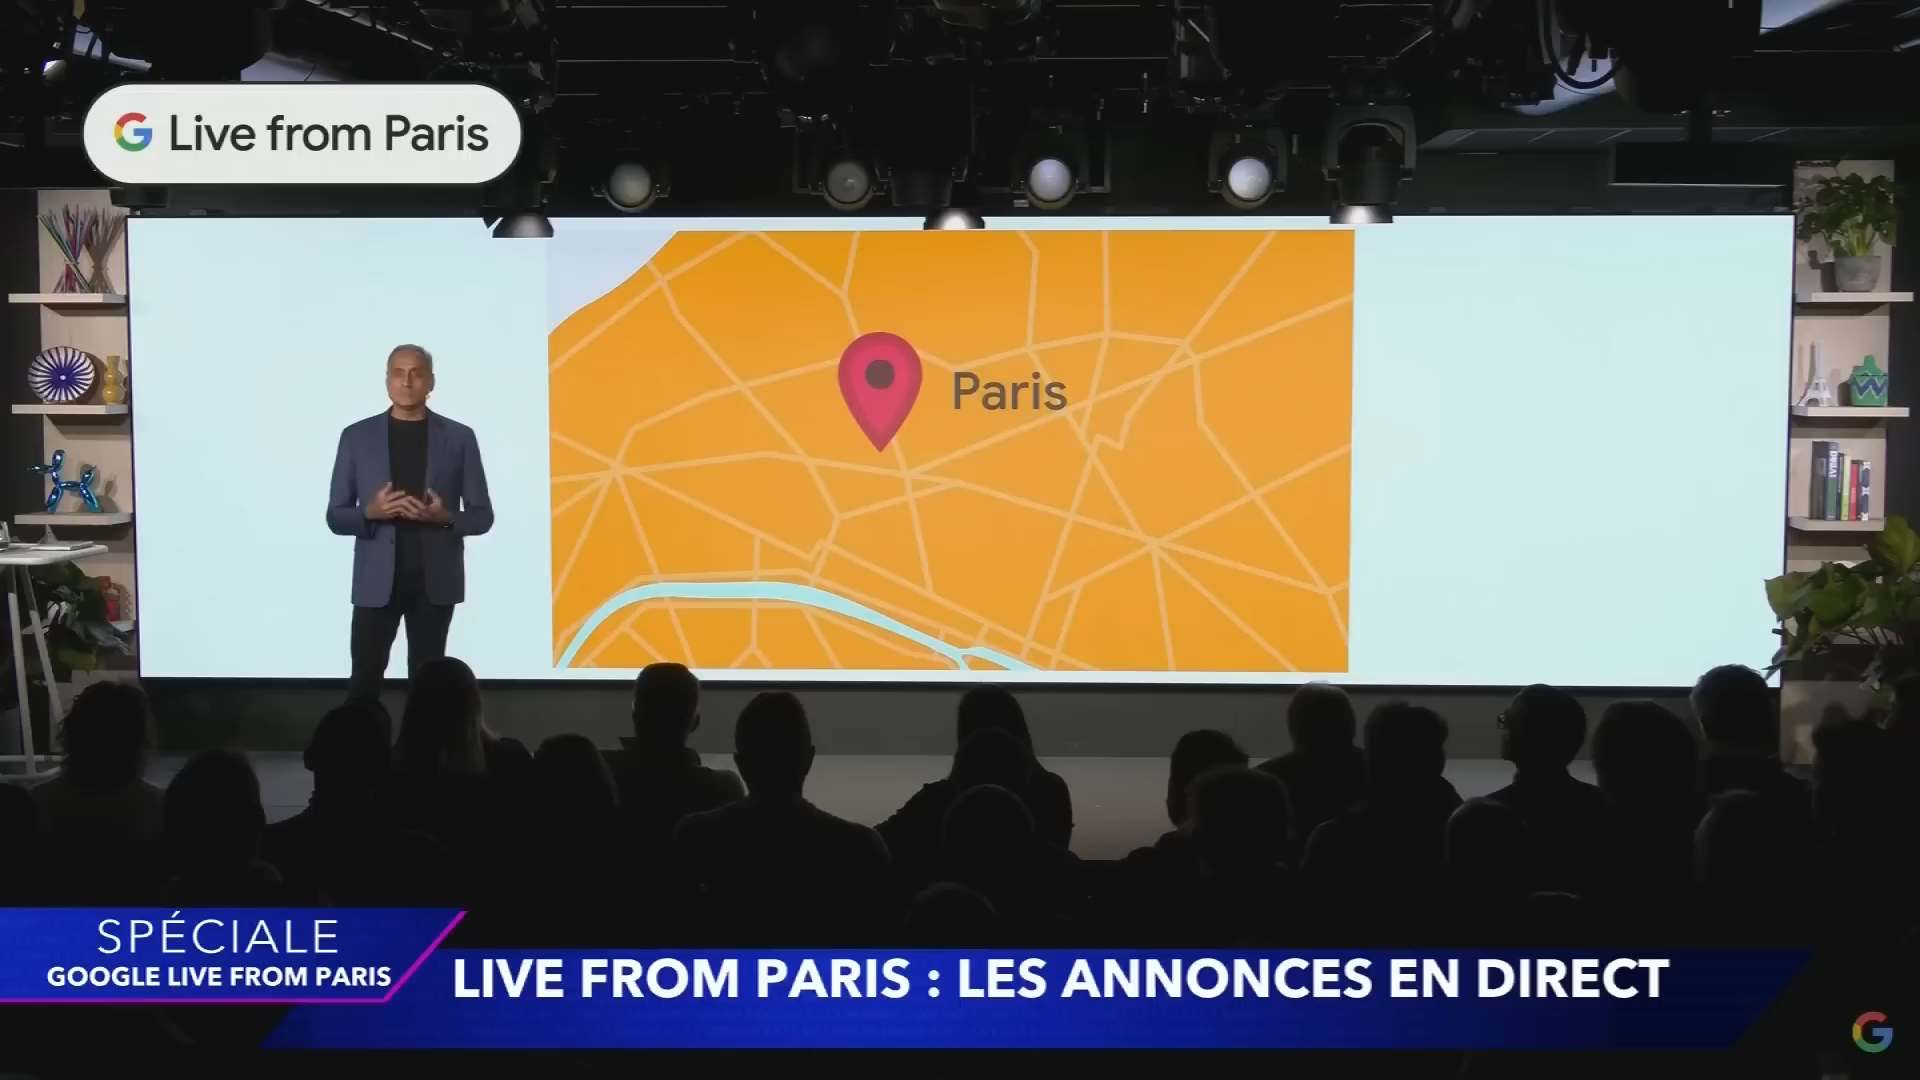 Live from Paris
Paris
SPÉCIALE
GOOGLE LIVE FROM PARIS
LIVE FROM PARIS : LES ANNONCES EN DIRECT